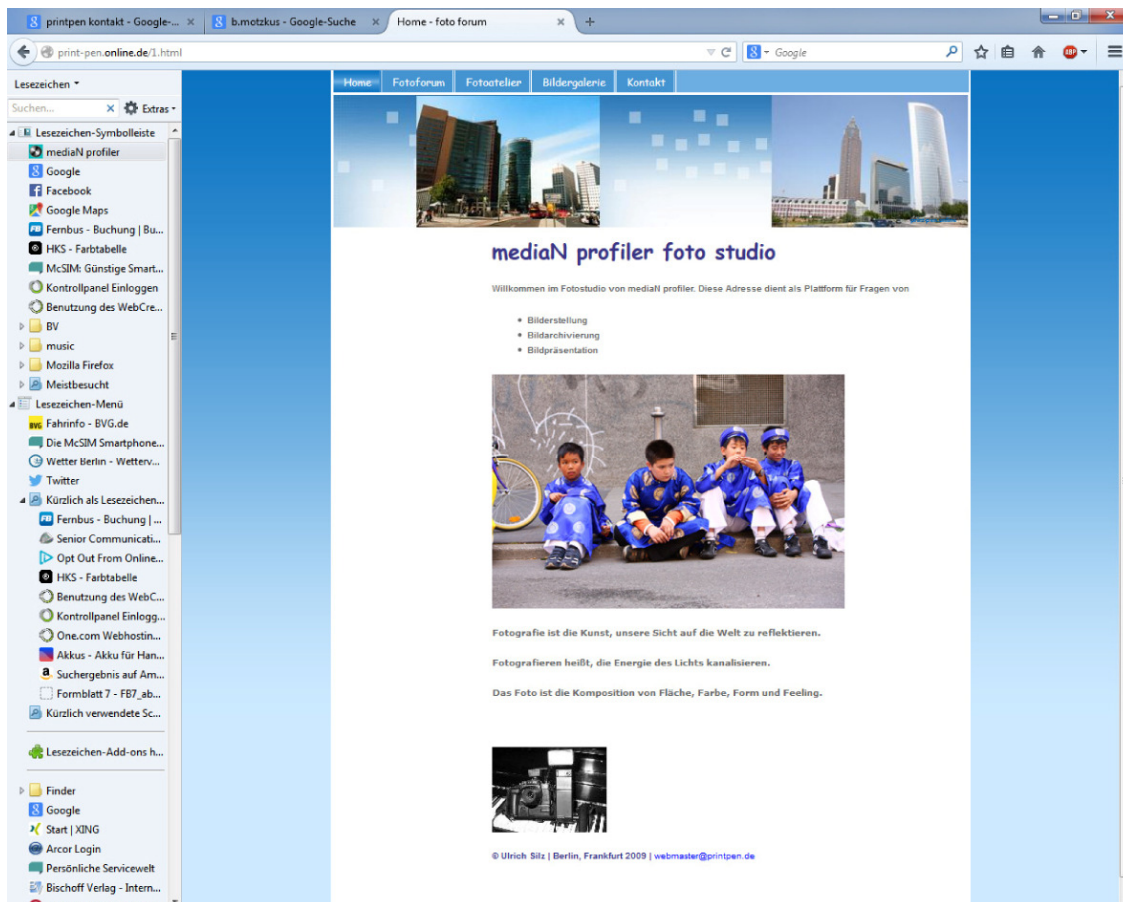 printpen kontakt - Google-...
b.motzkus - Google-Suche
Home - foto forum
print-pen.online.de/1.html
Google
Lesezeichen
Suchen...
Extras
Lesezeichen-Symbolleiste
mediaN profiler
Google
Facebook
Google Maps
Fernbus - Buchung | Bu...
HKS - Farbtabelle
McSIM: Günstige Smart...
Kontrollpanel Einloggen
Benutzung des WebCre...
BV
music
Mozilla Firefox
Meistbesucht
Lesezeichen-Menü
Fahrinfo - BVG.de
Die McSIM Smartphone...
Wetter Berlin - Wetterv...
Twitter
Kürzlich als Lesezeichen...
Fernbus - Buchung | ...
Senior Communicati...
Opt Out From Online...
HKS - Farbtabelle
Benutzung des WebC...
Kontrollpanel Einlogg...
One.com Webhostin...
Akkus - Akku für Han...
Suchergebnis auf Am...
Formblatt 7 - FB7_ab...
Kürzlich verwendete Sc...
Lesezeichen-Add-ons h...
Finder
Google
Start | XING
Arcor Login
Persönliche Servicewelt
Bischoff Verlag - Intern...
Home Fotoforum Fotoatelier Bildergalerie Kontakt
mediaN profiler foto studio
Willkommen im Fotostudio von mediaN profiler. Diese Adresse dient als Plattform für Fragen von
Bilderstellung
Bildarchivierung
Bildpräsentation
Fotografie ist die Kunst, unsere Sicht auf die Welt zu reflektieren.
Fotografieren heißt, die Energie des Lichts kanalisieren.
Das Foto ist die Komposition von Fläche, Farbe, Form und Feeling.
© Ulrich Silz | Berlin, Frankfurt 2009 | webmaster@printpen.de